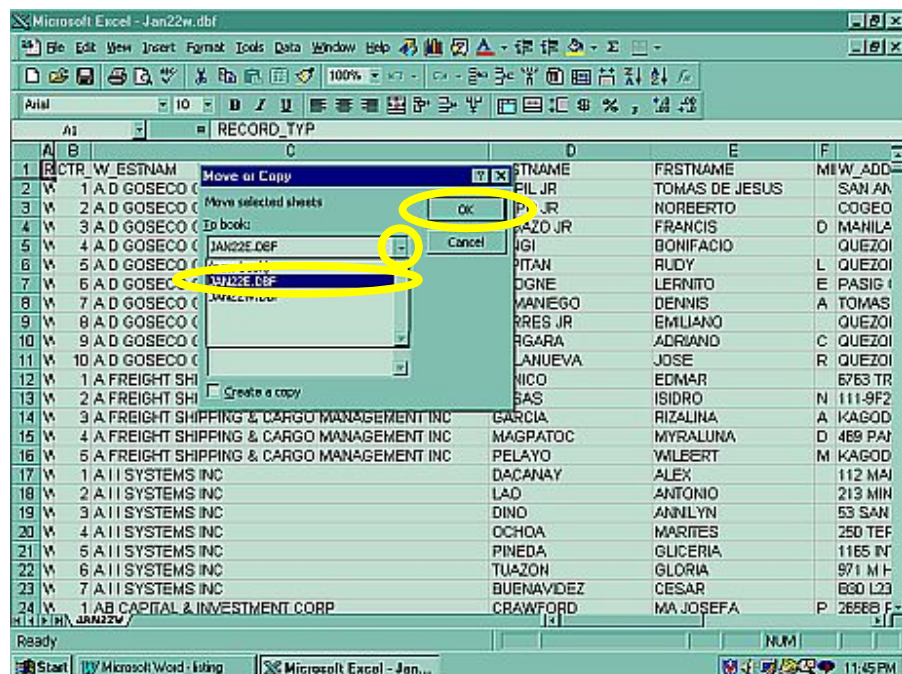 Microsoft Excel - Jan22w.dbf
File Edit View Insert Format Tools Data Window Help
100%
Arial 10 B I U $ % ,
A1 = RECORD_TYP
A B C D E F
1 R CTR_ W_ESTNAM STNAME FRSTNAME MI W_ADD
2 W 1 A D GOSECO PIL JR TOMAS DE JESUS SAN AN
3 W 2 A D GOSECO JR NORBERTO COGEO
4 W 3 A D GOSECO AZO JR FRANCIS D MANILA
5 W 4 A D GOSECO GI BONIFACIO QUEZO
6 W 5 A D GOSECO PITAN RUDY L QUEZO
7 W 6 A D GOSECO OGNE LERNITO E PASIG
8 W 7 A D GOSECO MANIEGO DENNIS A TOMAS
9 W 8 A D GOSECO RRES JR EMILIANO QUEZO
10 W 9 A D GOSECO RGARA ADRIANO C QUEZO
11 W 10 A D GOSECO LANUEVA JOSE R QUEZO
12 W 1 A FREIGHT SHI NICO EDMAR 6763 TR
13 W 2 A FREIGHT SHI SAS ISIDRO N 111-9F2
14 W 3 A FREIGHT SHIPPING & CARGO MANAGEMENT INC GARCIA RIZALINA A KAGOD
15 W 4 A FREIGHT SHIPPING & CARGO MANAGEMENT INC MAGPATOC MYRALUNA D 469 PA
16 W 5 A FREIGHT SHIPPING & CARGO MANAGEMENT INC PELAYO WILBERT M KAGOD
17 W 1 A I I SYSTEMS INC DACANAY ALEX 112 MA
18 W 2 A I I SYSTEMS INC LAO ANTONIO 213 MIN
19 W 3 A I I SYSTEMS INC DINO ANNILYN 53 SAN
20 W 4 A I I SYSTEMS INC OCHOA MARITES 250 TE
21 W 5 A I I SYSTEMS INC PINEDA GLICERIA 1165 IN
22 W 6 A I I SYSTEMS INC TUAZON GLORIA 971 M H
23 W 7 A I I SYSTEMS INC BUENAVIDEZ CESAR L23
24 W 1 AB CAPITAL & INVESTMENT CORP CRAWFORD MA JOSEFA P
Move or Copy
Move selected sheets
To book:
JAN22E.DBF
JAN22E.DBF
JAN22W.DBF
Create a copy
OK
Cancel
JAN22W
Ready NUM
Start Microsoft Word - listing Microsoft Excel - Jan... 11:45 PM